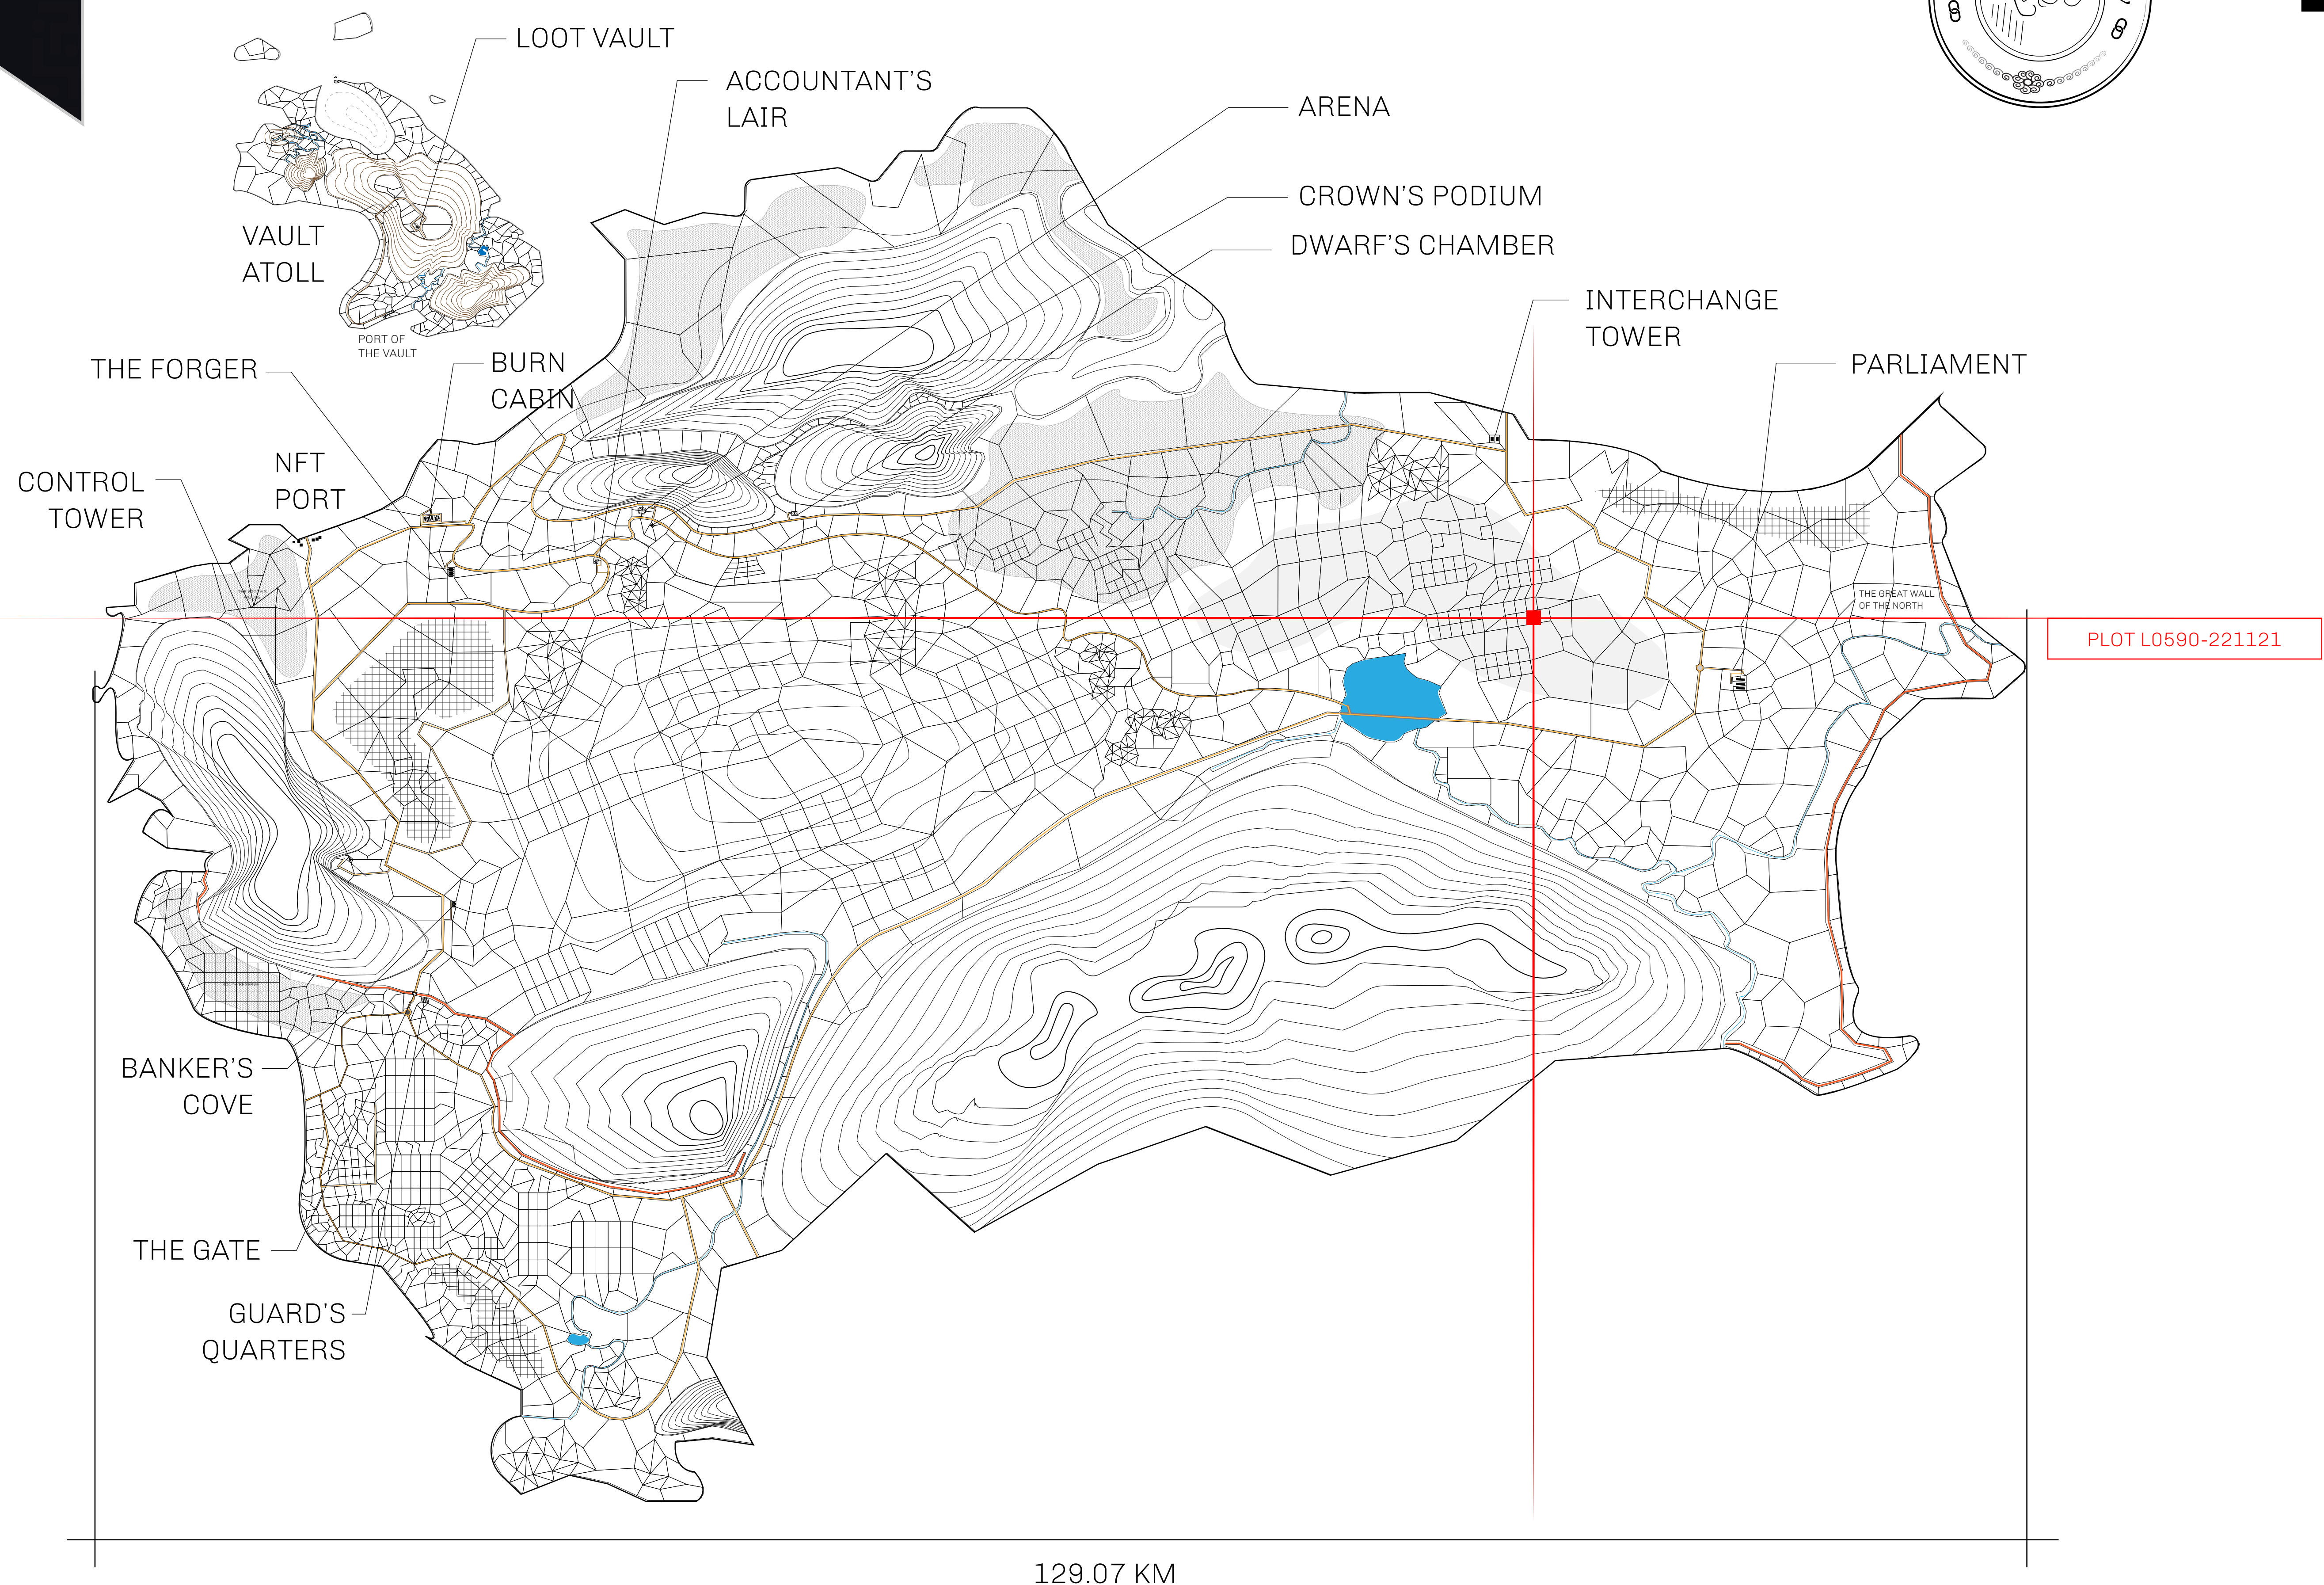 LOOT VAULT
ACCOUNTANT'S
LAIR
ARENA
CROWN'S PODIUM
DWARF'S CHAMBER
VAULT
ATOLL
INTERCHANGE
TOWER
PORT OF
THE VAULT
THE FORGER
BURN
CABIN
PARLIAMENT
NFT
PORT
CONTROL
TOWER
THE GREAT WALL
OF THE NORTH
PLOT L0590-221121
BANKER'S
COVE
THE GATE
GUARD'S
QUARTERS
129.07 KM